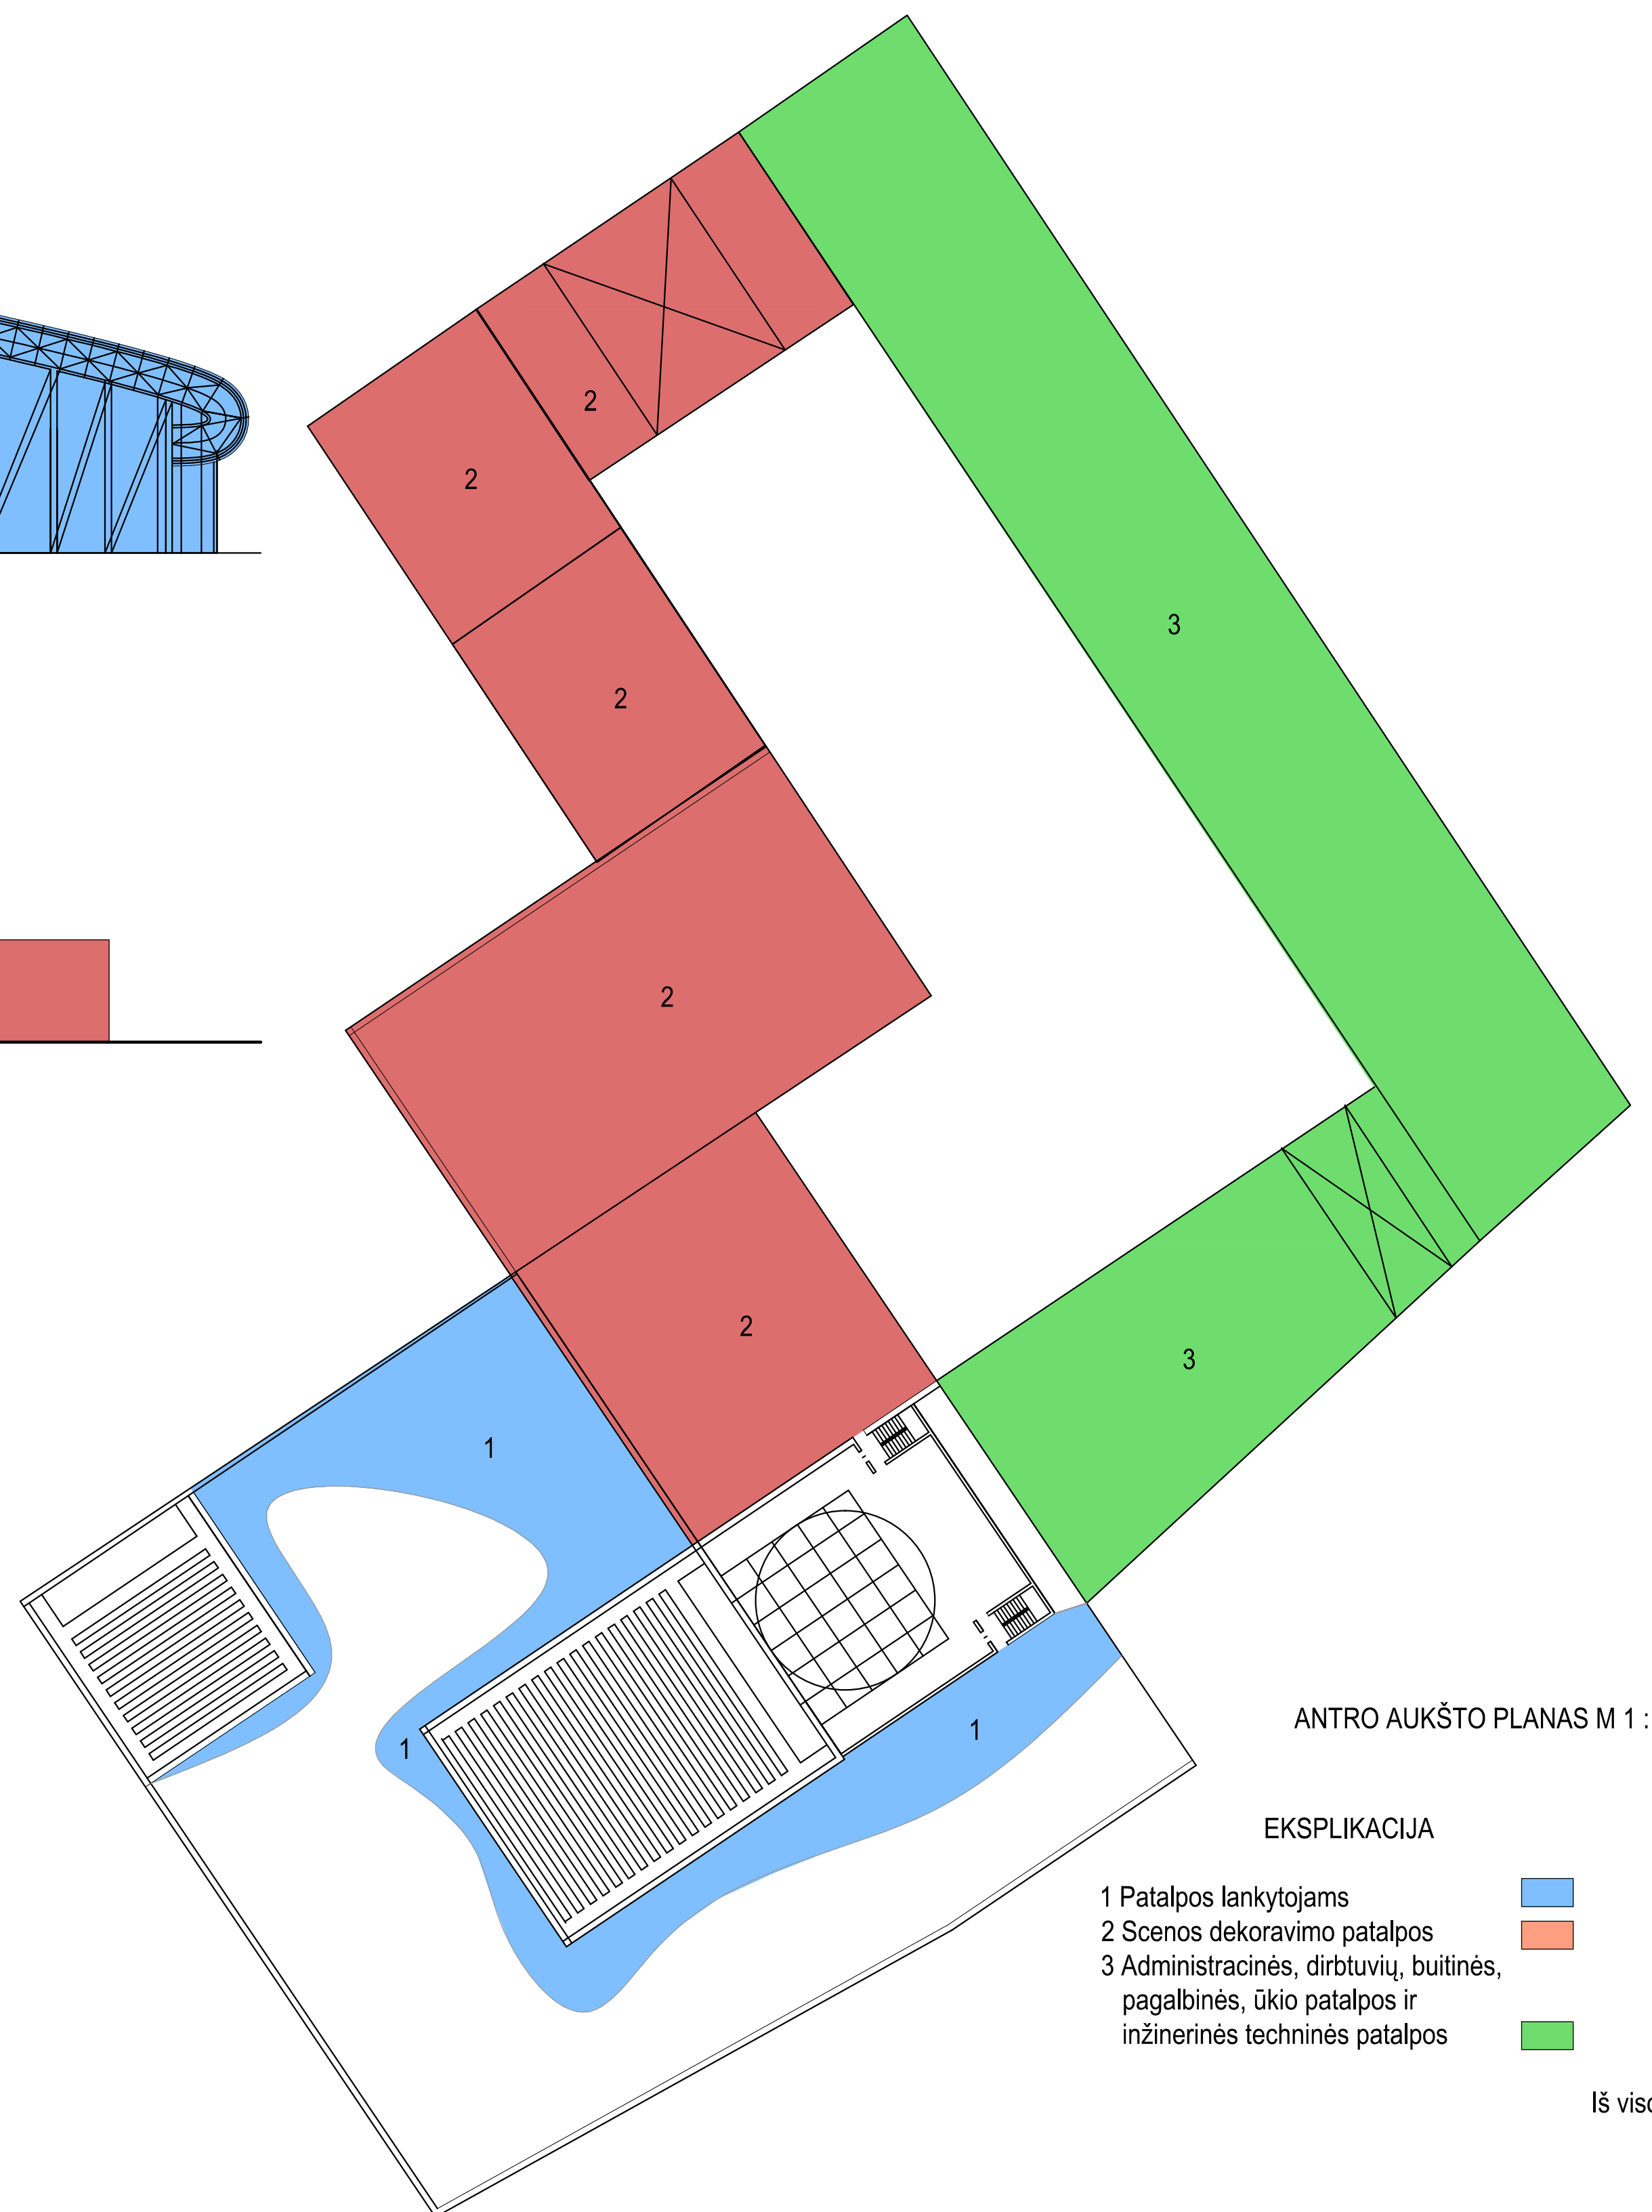 2
2
3
2
2
2
3
1
1
1
ANTRO AUKŠTO PLANAS M 1 :
EKSPLIKACIJA
1 Patalpos lankytojams
2 Scenos dekoravimo patalpos
3 Administracinės, dirbtuvių, buitinės,
pagalbinės, ūkio patalpos ir
inžinerinės techninės patalpos
Iš viso